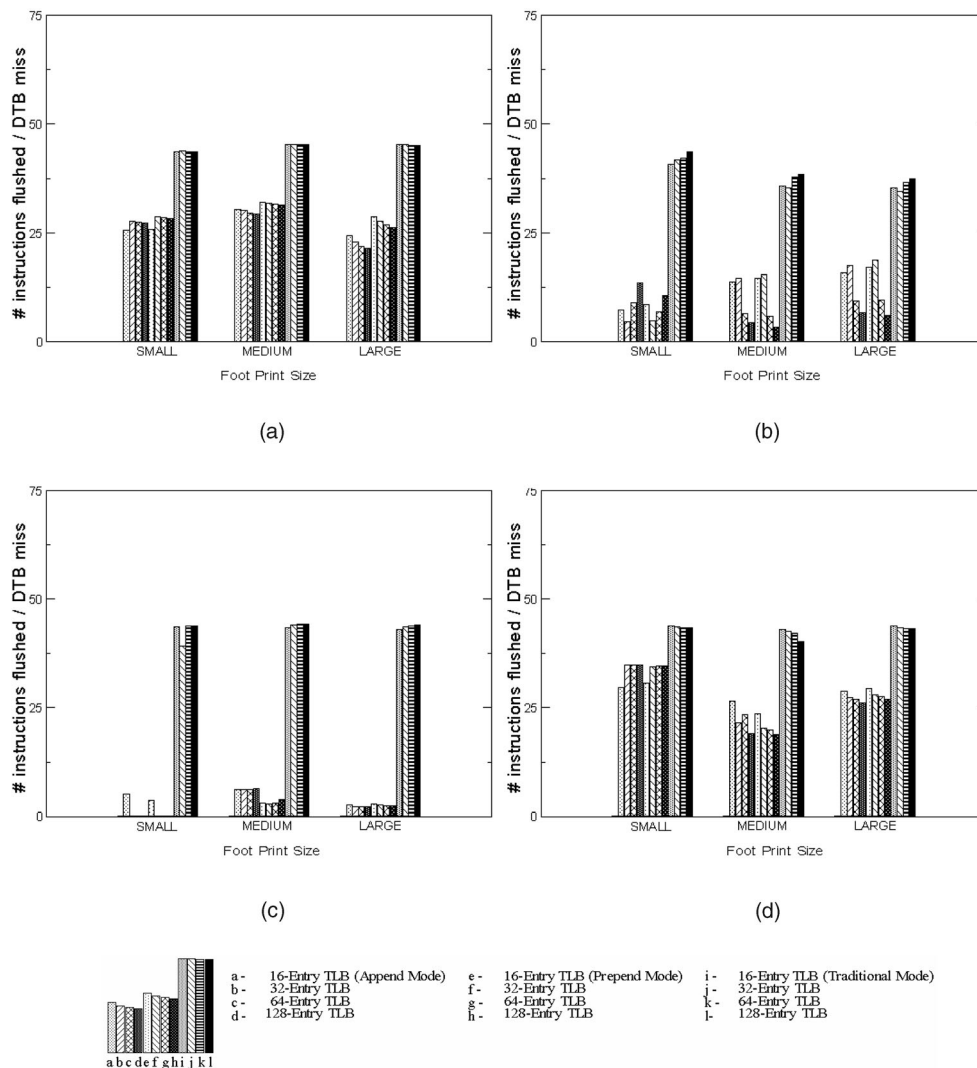 75
50
25
0
# instructions flushed / DTB miss
SMALL
MEDIUM
LARGE
Foot Print Size
(a)
75
50
25
0
# instructions flushed / DTB miss
SMALL
MEDIUM
LARGE
Foot Print Size
(b)
75
50
25
0
# instructions flushed / DTB miss
SMALL
MEDIUM
LARGE
Foot Print Size
(c)
75
50
25
0
# instructions flushed / DTB miss
SMALL
MEDIUM
LARGE
Foot Print Size
(d)
a b c d e f g h i j k l
a - 16-Entry TLB (Append Mode)
b 32-Entry TLB
c - 64-Entry TLB
d - 128-Entry TLB
e - 16-Entry TLB (Prepend Mode)
f - 32-Entry TLB
g - 64-Entry TLB
h - 128-Entry TLB
i - 16-Entry TLB (Traditional Mode)
j - 32-Entry TLB
k - 64-Entry TLB
l- 128-Entry TLB